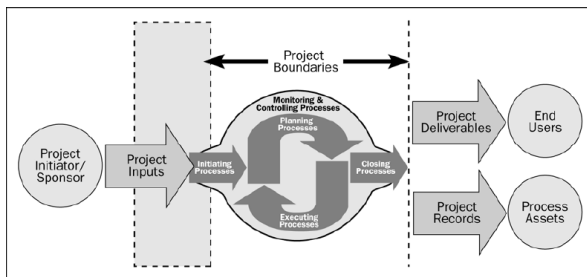 Project
Boundaries
Monitoring &
Controlling Processes
Planning
Processes
Project
Initiator/
Sponsor
Project
Inputs
Initiating
Processes
Closing
Processes
Executing
Processes
Project
Deliverables
End
Users
Project
Records
Process
Assets